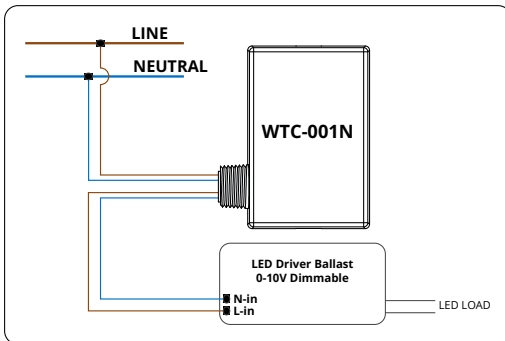 LINE
NEUTRAL
WTC-001N
LED Driver Ballast
0-10V Dimmable
N-in
L-in
LED LOAD